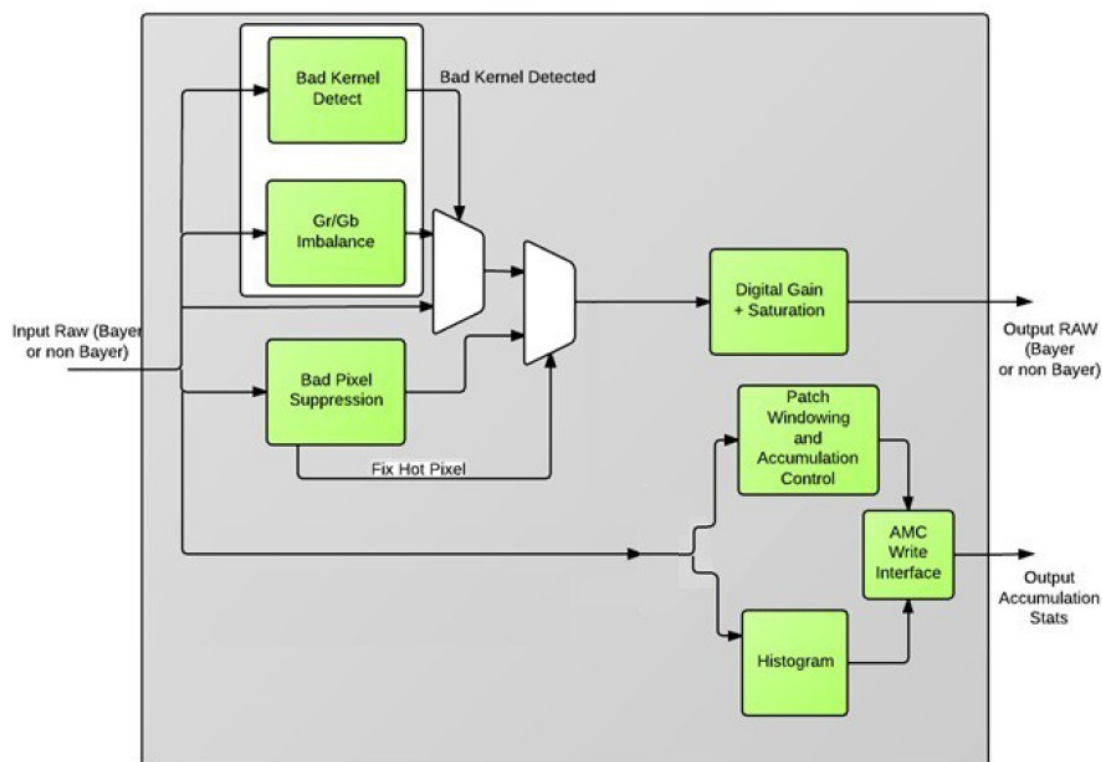 Bad Kernel
Detect
Bad Kernel Detected
Gr/Gb
Imbalance
Input Raw (Bayer
or non Bayer)
Bad Pixel
Suppression
Fix Hot Pixel
Digital Gain
+ Saturation
Output RAW
(Bayer
or non Bayer)
Patch
Windowing
and
Accumulation
Control
AMC
Write
Interface
Output
Accumulation
Stats
Histogram